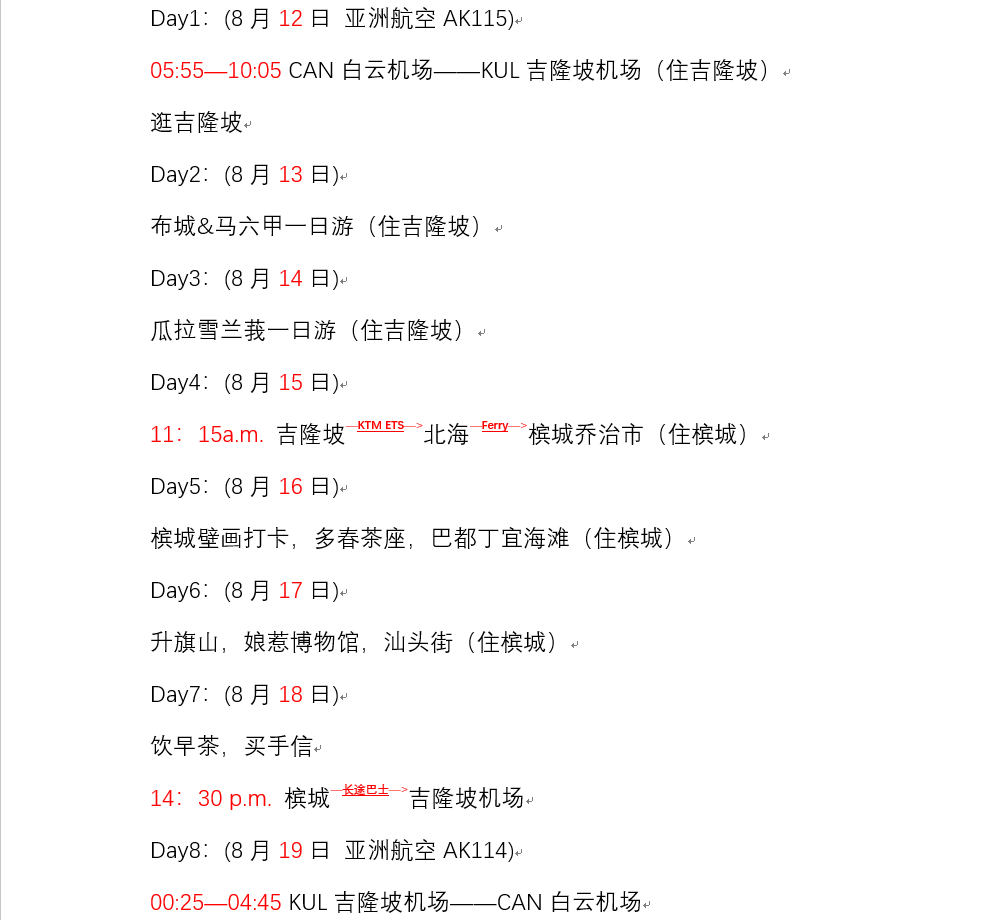 Day1：(8 月 12 日  亚洲航空 AK115)
05:55—10:05 CAN 白云机场——KUL 吉隆坡机场（住吉隆坡）
逛吉隆坡
Day2：(8 月 13 日)
布城&马六甲一日游（住吉隆坡）
Day3：(8 月 14 日)
瓜拉雪兰莪一日游（住吉隆坡）
Day4：(8 月 15 日)
11：15a.m.  吉隆坡—KTM ETS—>北海—Ferry—>槟城乔治市（住槟城）
Day5：(8 月 16 日)
槟城壁画打卡，多春茶座，巴都丁宜海滩（住槟城）
Day6：(8 月 17 日)
升旗山，娘惹博物馆，汕头街（住槟城）
Day7：(8 月 18 日)
饮早茶，买手信
14：30 p.m.  槟城—长途巴士—>吉隆坡机场
Day8：(8 月 19 日  亚洲航空 AK114)
00:25—04:45 KUL 吉隆坡机场——CAN 白云机场